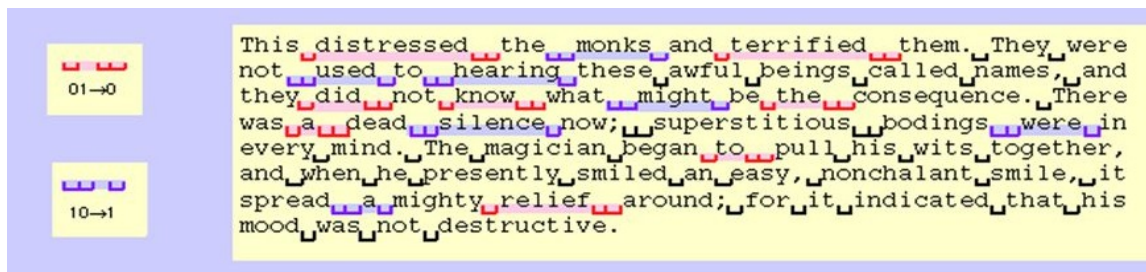 01→0
10→1
This distressed  the  monks and terrified  them. They were
not  used to  hearing these awful beings called names, and
they did  not know  what  might be the  consequence. There
was a  dead  silence now;  superstitious  bodings  were in
every mind. The magician began to  pull his wits together,
and when he presently smiled an easy, nonchalant smile, it
spread  a mighty relief  around; for it indicated that his
mood was not destructive.